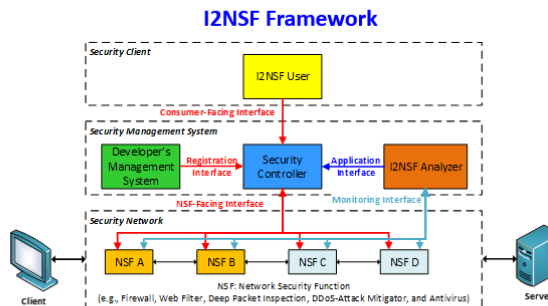 I2NSF Framework
Security Client
I2NSF User
Consumer-Facing Interface
Security Management System
Developer's
Management
System
Registration
Interface
Security
Controller
Application
Interface
I2NSF Analyzer
NSF-Facing Interface
Monitoring Interface
Security Network
NSF A
NSF B
NSF C
NSF D
Client
Server
NSF: Network Security Function
(e.g., Firewall, Web Filter, Deep Packet Inspection, DDoS-Attack Mitigator, and Antivirus)